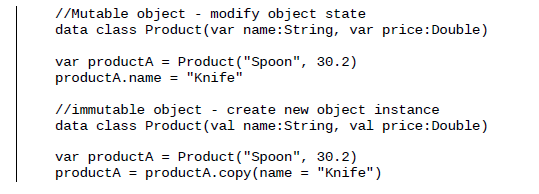 //Mutable object - modify object state
data class Product(var name:String, var price:Double)
var productA = Product("Spoon", 30.2)
productA.name = "Knife"
//immutable object - create new object instance
data class Product(val name:String, val price:Double)
var productA = Product("Spoon", 30.2)
productA = productA.copy(name = "Knife")